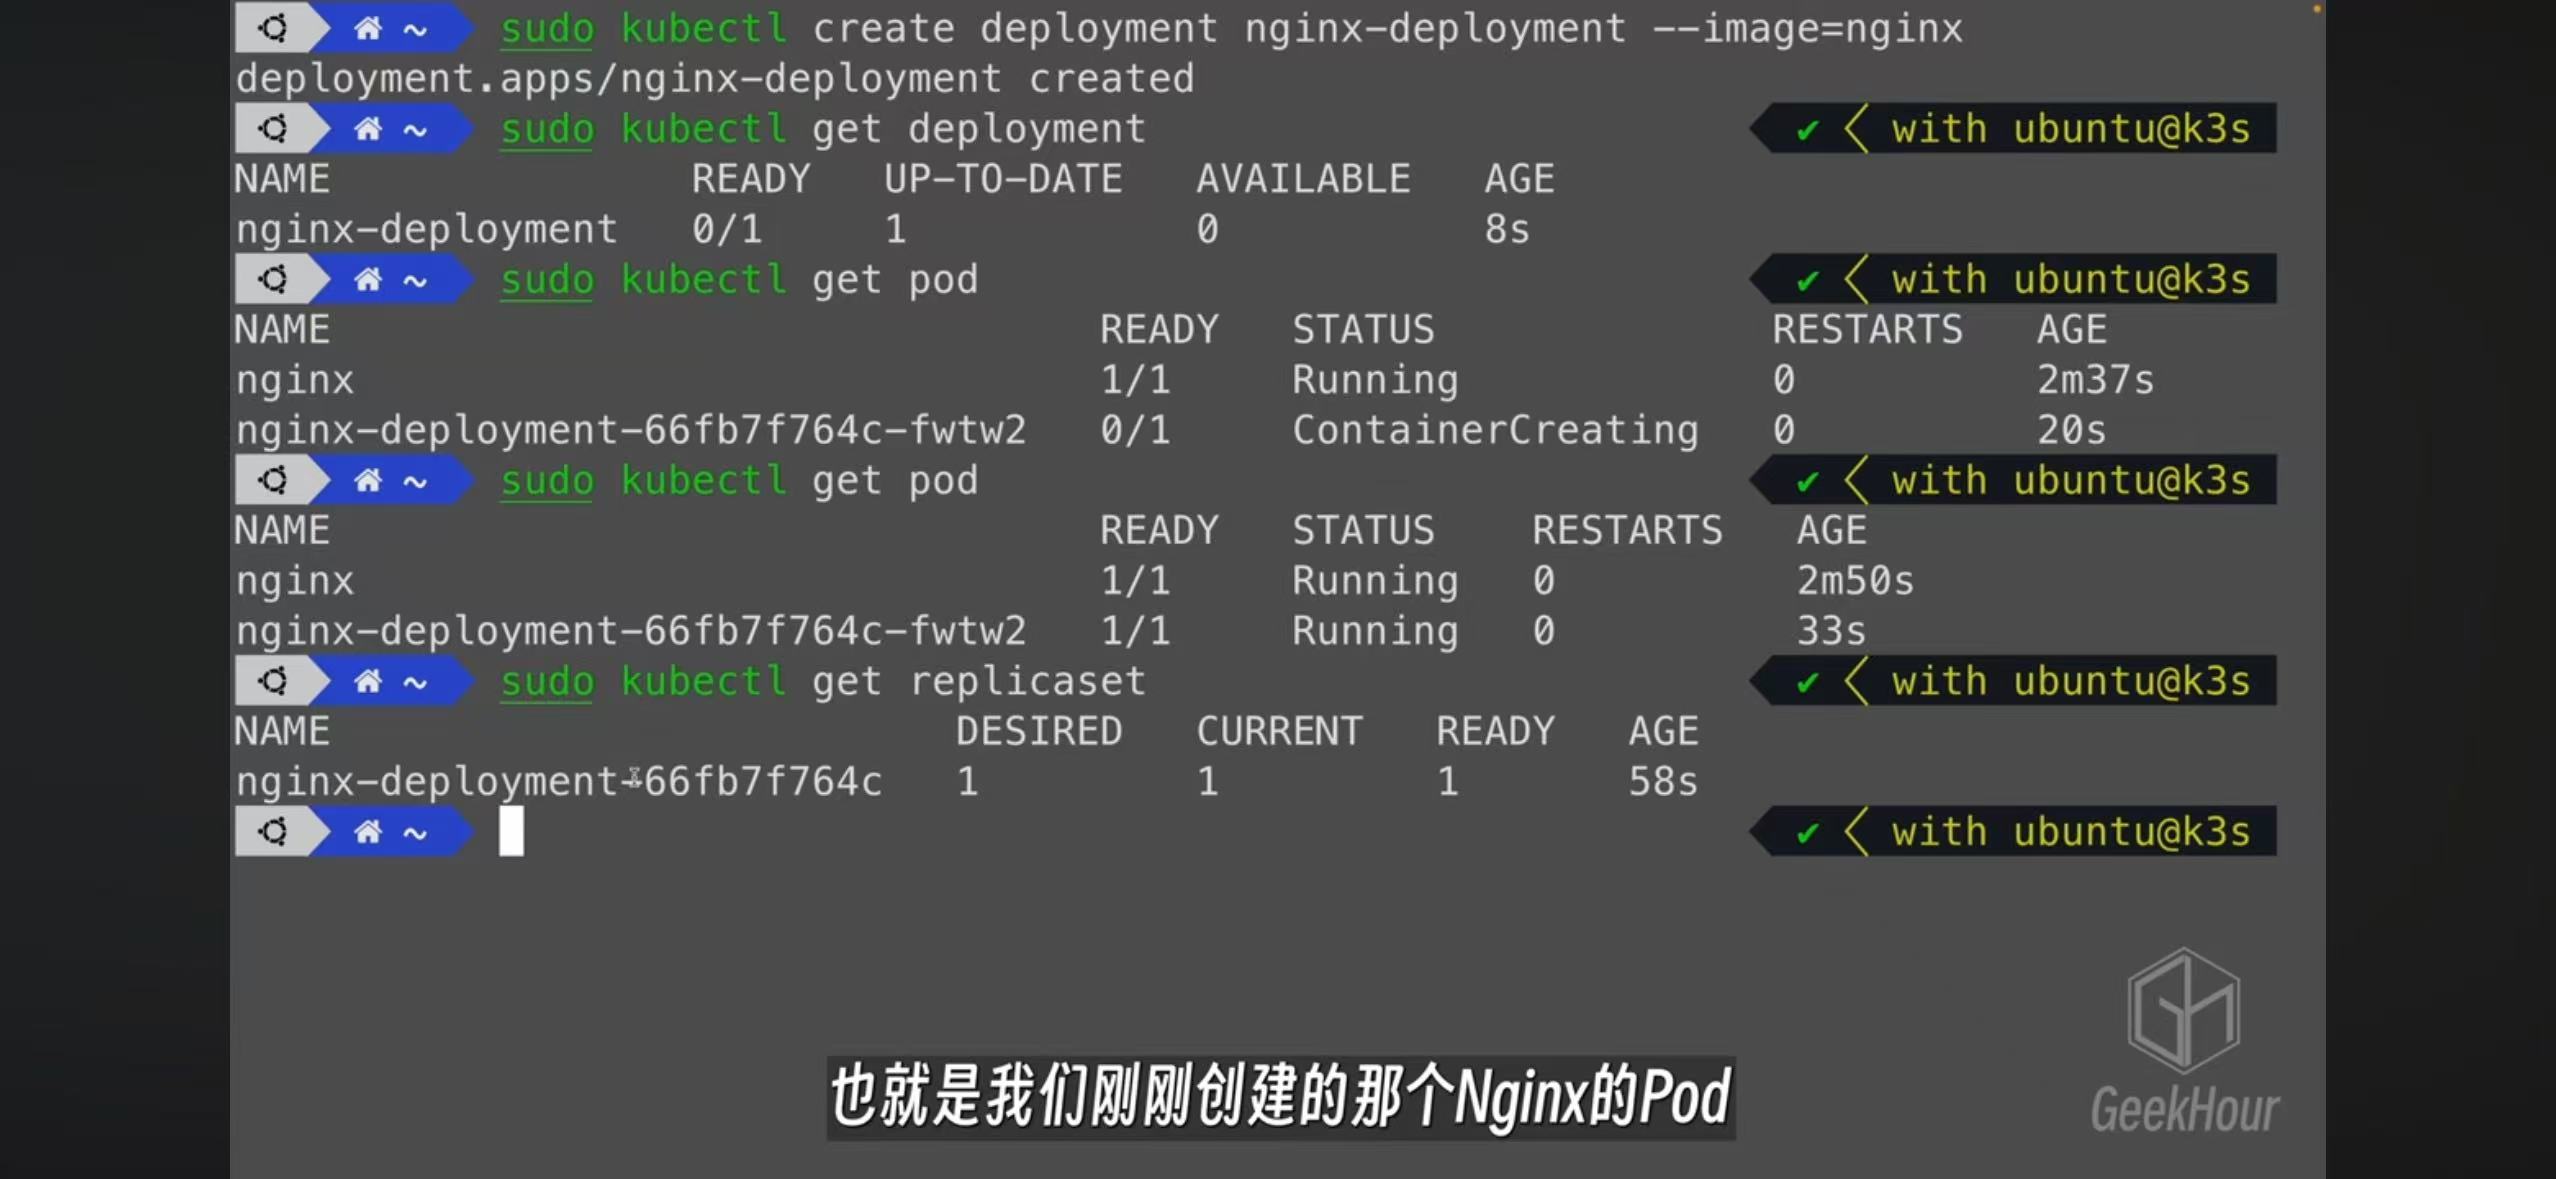 ~ sudo kubectl create deployment nginx-deployment --image=nginx
deployment.apps/nginx-deployment created
~ sudo kubectl get deployment ✔ with ubuntu@k3s
NAME READY UP-TO-DATE AVAILABLE AGE
nginx-deployment 0/1 1 0 8s
~ sudo kubectl get pod ✔ with ubuntu@k3s
NAME READY STATUS RESTARTS AGE
nginx 1/1 Running 0 2m37s
nginx-deployment-66fb7f764c-fwtw2 0/1 ContainerCreating 0 20s
~ sudo kubectl get pod ✔ with ubuntu@k3s
NAME READY STATUS RESTARTS AGE
nginx 1/1 Running 0 2m50s
nginx-deployment-66fb7f764c-fwtw2 1/1 Running 0 33s
~ sudo kubectl get replicaset ✔ with ubuntu@k3s
NAME DESIRED CURRENT READY AGE
nginx-deployment-66fb7f764c 1 1 1 58s
~ ✔ with ubuntu@k3s
GeekHour
也就是我们刚刚创建的那个Nginx的Pod